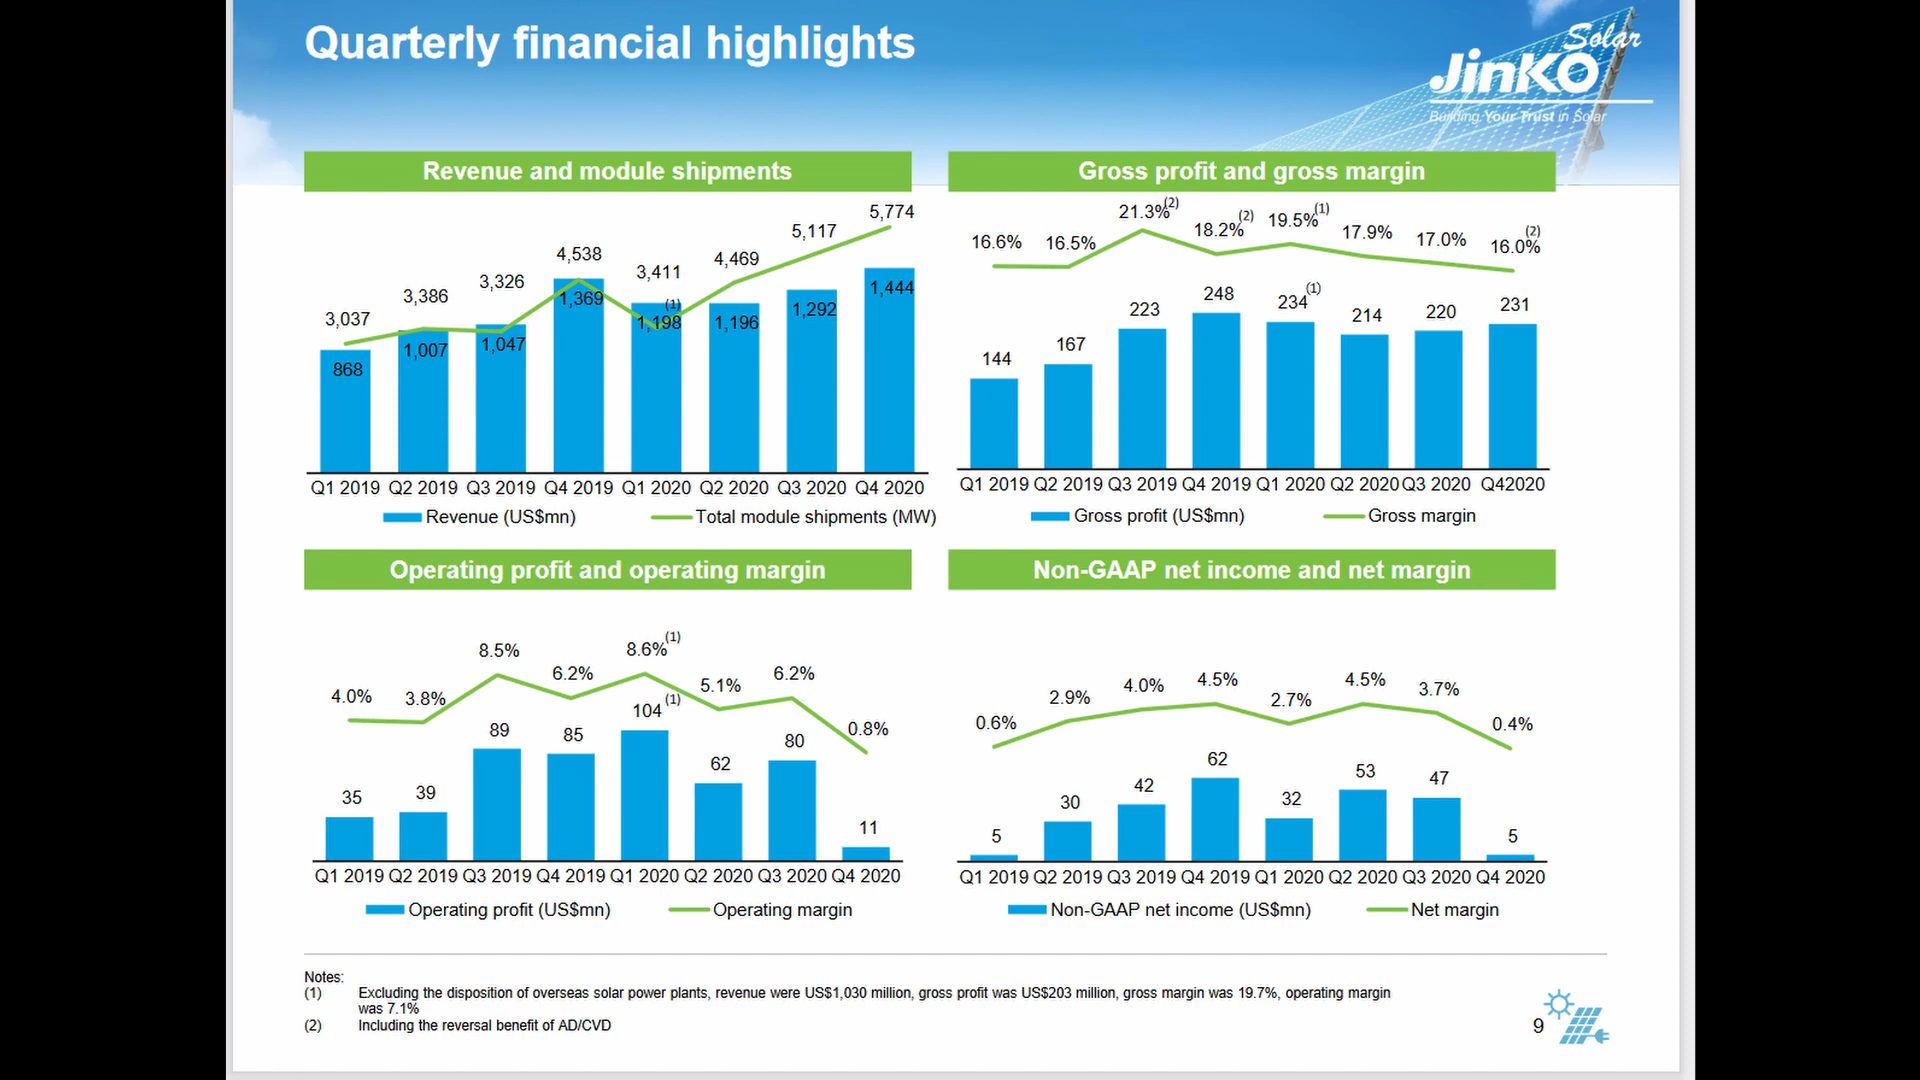 Quarterly financial highlights
Solar
JinKO
Building Your Trust in Solar
Revenue and module shipments
5,774
5,117
4,538
4,469
3,411
3,386
3,326
3,037
1,444
1,369
(1)
1,292
1,198
1,196
1,047
1,007
868
Q1 2019 Q2 2019 Q3 2019 Q4 2019 Q1 2020 Q2 2020 Q3 2020 Q4 2020
Revenue (US$mn) Total module shipments (MW)
Gross profit and gross margin
16.6% 16.5% 21.3%(2) 18.2%(2) 19.5%(1) 17.9% 17.0% 16.0%(2)
144 167 223 248 234(1) 214 220 231
Q1 2019 Q2 2019 Q3 2019 Q4 2019 Q1 2020 Q2 2020 Q3 2020 Q42020
Gross profit (US$mn) Gross margin
Operating profit and operating margin
4.0% 3.8% 8.5% 6.2% 8.6%(1) 5.1% 6.2% 0.8%
35 39 89 85 104(1) 62 80 11
Q1 2019 Q2 2019 Q3 2019 Q4 2019 Q1 2020 Q2 2020 Q3 2020 Q4 2020
Operating profit (US$mn) Operating margin
Non-GAAP net income and net margin
0.6% 2.9% 4.0% 4.5% 2.7% 4.5% 3.7% 0.4%
5 30 42 62 32 53 47 5
Q1 2019 Q2 2019 Q3 2019 Q4 2019 Q1 2020 Q2 2020 Q3 2020 Q4 2020
Non-GAAP net income (US$mn) Net margin
Notes:
(1) Excluding the disposition of overseas solar power plants, revenue were US$1,030 million, gross profit was US$203 million, gross margin was 19.7%, operating margin
was 7.1%
(2) Including the reversal benefit of AD/CVD
9